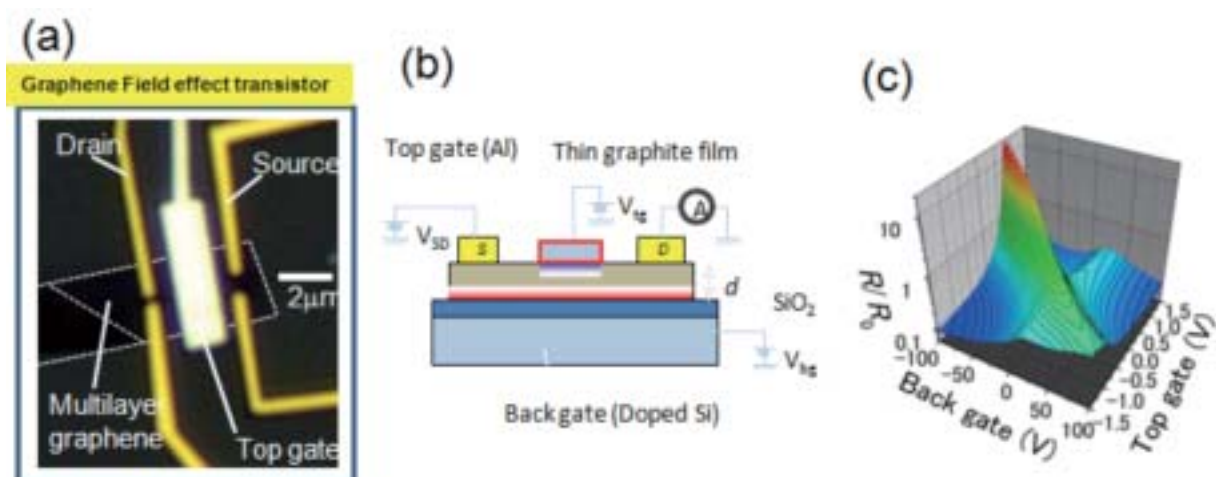 (a)
Graphene Field effect transistor
Drain
Source
2μm
Multilaye
graphene
Top gate
(b)
Top gate (Al)
Thin graphite film
V_SD
V_tg
A
S
D
d
SiO₂
V_bg
Back gate (Doped Si)
(c)
R/R₀
10
1
0.1
-100
-50
0
50
100
Back gate (V)
1.5
1.0
0.5
0.0
-0.5
-1.0
-1.5
Top gate (V)